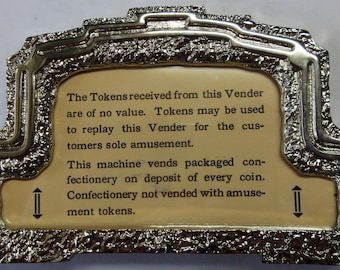 The Tokens received from this Vender
are of no value. Tokens may be used
to replay this Vender for the cus-
tomers sole amusement.
This machine vends packaged con-
fectionery on deposit of every coin.
Confectionery not vended with amuse-
ment tokens.